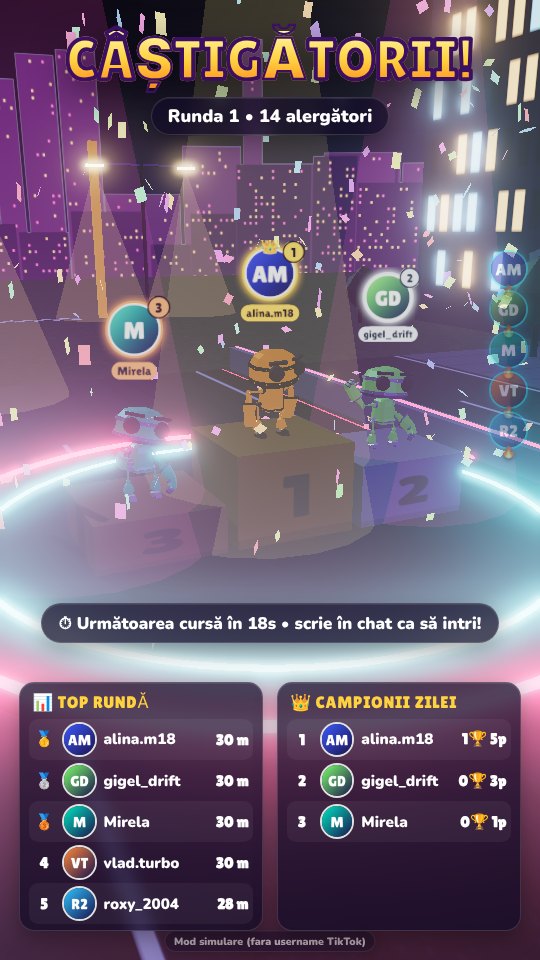 CÂȘTIGĂTORII!
Runda 1 • 14 alergători
AM
1
alina.m18
GD
2
gigel_drift
M
3
Mirela
AM
GD
M
VT
R2
1
2
3
⏱ Următoarea cursă în 18s • scrie în chat ca să intri!
📊 TOP RUNDĂ
🥇 AM alina.m18 30 m
🥈 GD gigel_drift 30 m
🥉 M Mirela 30 m
4 VT vlad.turbo 30 m
5 R2 roxy_2004 28 m
👑 CAMPIONII ZILEI
1 AM alina.m18 1🏆 5p
2 GD gigel_drift 0🏆 3p
3 M Mirela 0🏆 1p
Mod simulare (fara username TikTok)